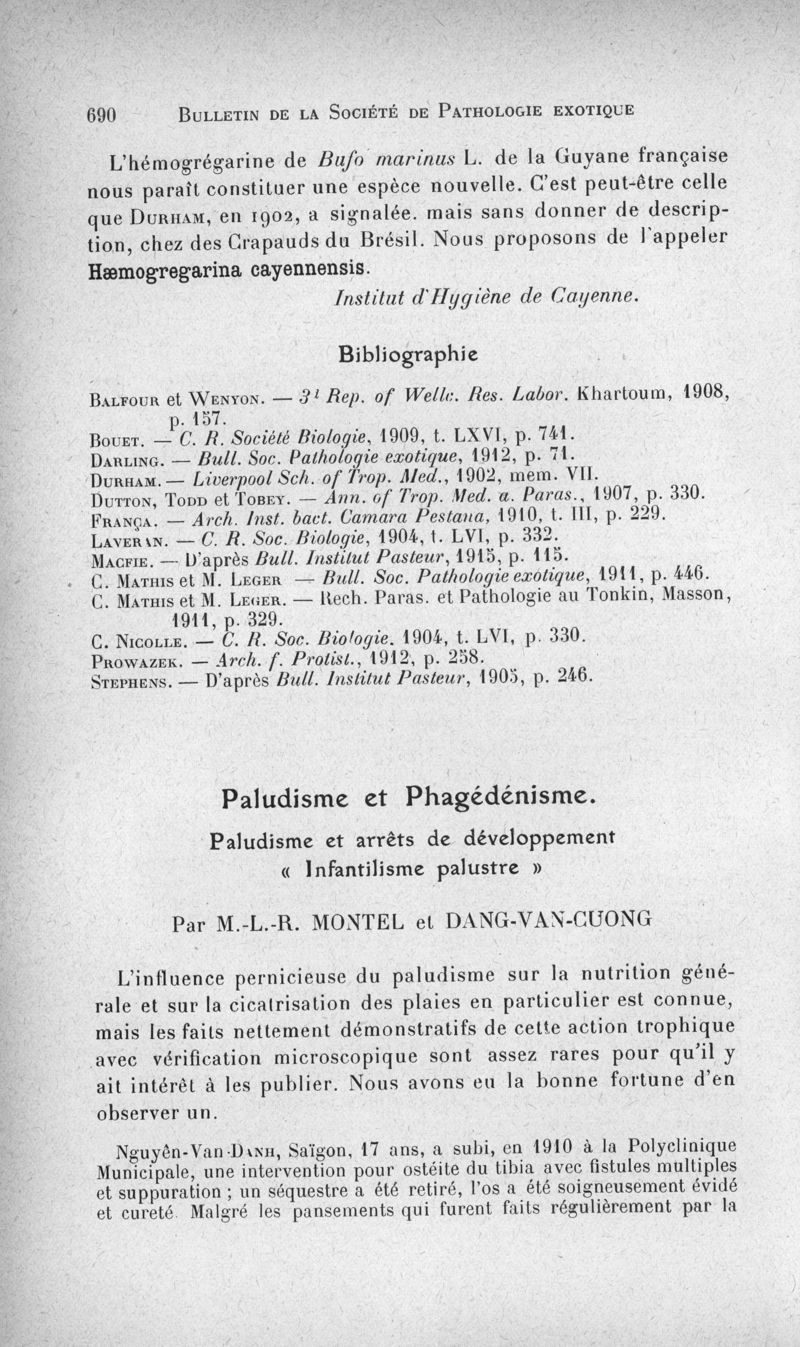 690 BULLETIN DE LA SOCIÉTÉ DE PATHOLOGIE EXOTIQUE
L'hémogrégarine de Bufo marinus L. de la Guyane française
nous paraît constituer une espèce nouvelle. C'est peut-être celle
que DURHAM, en 1902, a signalée. mais sans donner de descrip-
tion, chez des Crapauds du Brésil. Nous proposons de l'appeler
Hæmogregarina cayennensis.
Institut d'Hygiène de Cayenne.
Bibliographie
BALFOUR et WENYON. — 3d Rep. of Wellc. Res. Labor. Khartoum, 1908,
p. 157.
BOUET. — C. R. Société Biologie, 1909, t. LXVI, p. 741.
DARLING. — Bull. Soc. Pathologie exotique, 1912, p. 71.
DURHAM. — Liverpool Sch. of Trop. Med., 1902, mem. VII.
DUTTON, TODD et TOBEY. — Ann. of Trop. Med. a. Paras., 1907, p. 330.
FRANÇA. — Arch. Inst. bact. Camara Pestana, 1910, t. III, p. 229.
LAVERAN. — C. R. Soc. Biologie, 1904, t. LVI, p. 332.
MACFIE. — D'après Bull. Institut Pasteur, 1915, p. 115.
C. MATHIS et M. LEGER — Bull. Soc. Pathologie exotique, 1911, p. 446.
C. MATHIS et M. LEGER. — Rech. Paras. et Pathologie au Tonkin, Masson,
1911, p. 329.
C. NICOLLE. — C. R. Soc. Biologie. 1904, t. LVI, p. 330.
PROWAZEK. — Arch. f. Protist., 1912, p. 258.
STEPHENS. — D'après Bull. Institut Pasteur, 1905, p. 246.
Paludisme et Phagédénisme.
Paludisme et arrêts de développement
« Infantilisme palustre »
Par M.-L.-R. MONTEL et DANG-VAN-CUONG
L'influence pernicieuse du paludisme sur la nutrition géné-
rale et sur la cicatrisation des plaies en particulier est connue,
mais les faits nettement démonstratifs de cette action trophique
avec vérification microscopique sont assez rares pour qu'il y
ait intérêt à les publier. Nous avons eu la bonne fortune d'en
observer un.
Nguyên-Van-DANH, Saïgon, 17 ans, a subi, en 1910 à la Polyclinique
Municipale, une intervention pour ostéite du tibia avec fistules multiples
et suppuration ; un séquestre a été retiré, l'os a été soigneusement évidé
et cureté. Malgré les pansements qui furent faits régulièrement par la